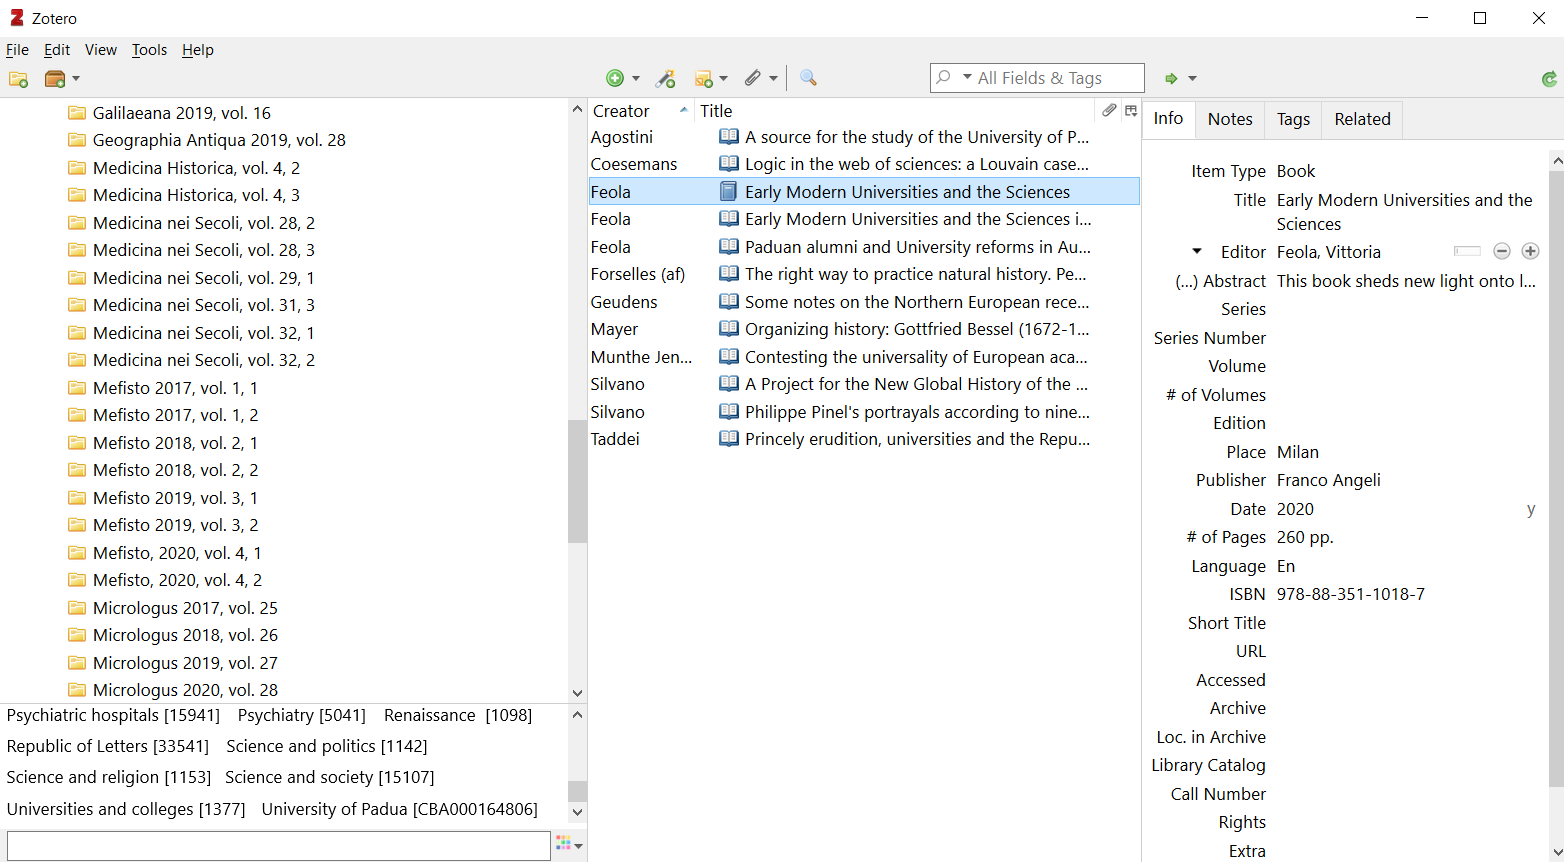 Zotero
File Edit View Tools Help
All Fields & Tags
Galilaeana 2019, vol. 16
Geographia Antiqua 2019, vol. 28
Medicina Historica, vol. 4, 2
Medicina Historica, vol. 4, 3
Medicina nei Secoli, vol. 28, 2
Medicina nei Secoli, vol. 28, 3
Medicina nei Secoli, vol. 29, 1
Medicina nei Secoli, vol. 31, 3
Medicina nei Secoli, vol. 32, 1
Medicina nei Secoli, vol. 32, 2
Mefisto 2017, vol. 1, 1
Mefisto 2017, vol. 1, 2
Mefisto 2018, vol. 2, 1
Mefisto 2018, vol. 2, 2
Mefisto 2019, vol. 3, 1
Mefisto 2019, vol. 3, 2
Mefisto, 2020, vol. 4, 1
Mefisto, 2020, vol. 4, 2
Micrologus 2017, vol. 25
Micrologus 2018, vol. 26
Micrologus 2019, vol. 27
Micrologus 2020, vol. 28
Psychiatric hospitals [15941] Psychiatry [5041] Renaissance [1098]
Republic of Letters [33541] Science and politics [1142]
Science and religion [1153] Science and society [15107]
Universities and colleges [1377] University of Padua [CBA000164806]
Creator Title
Agostini A source for the study of the University of P...
Coesemans Logic in the web of sciences: a Louvain case...
Feola Early Modern Universities and the Sciences
Feola Early Modern Universities and the Sciences i...
Feola Paduan alumni and University reforms in Au...
Forselles (af) The right way to practice natural history. Pe...
Geudens Some notes on the Northern European rece...
Mayer Organizing history: Gottfried Bessel (1672-1...
Munthe Jen... Contesting the universality of European aca...
Silvano A Project for the New Global History of the ...
Silvano Philippe Pinel's portrayals according to nine...
Taddei Princely erudition, universities and the Repu...
Info Notes Tags Related
Item Type Book
Title Early Modern Universities and the
Sciences
Editor Feola, Vittoria
(...) Abstract This book sheds new light onto l...
Series
Series Number
Volume
# of Volumes
Edition
Place Milan
Publisher Franco Angeli
Date 2020 y
# of Pages 260 pp.
Language En
ISBN 978-88-351-1018-7
Short Title
URL
Accessed
Archive
Loc. in Archive
Library Catalog
Call Number
Rights
Extra